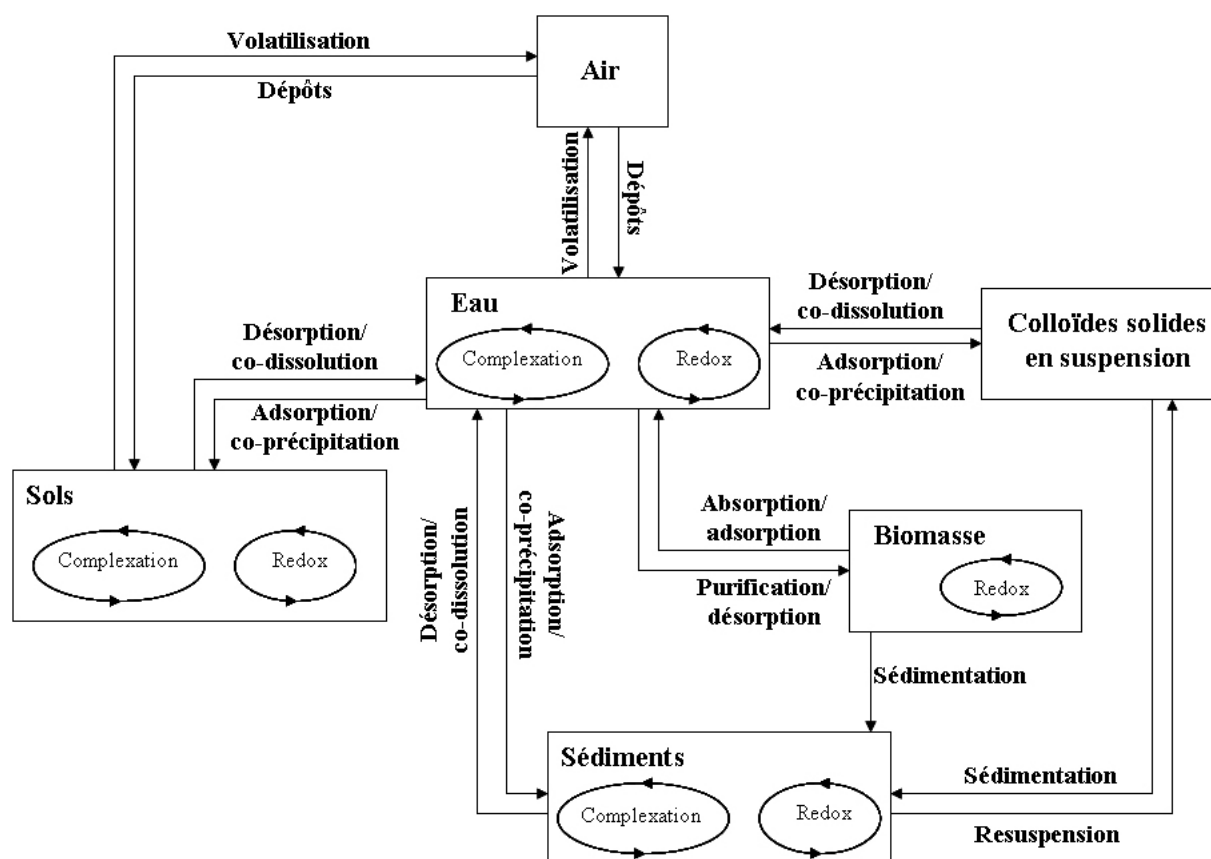 Volatilisation
Air
Dépôts
Volatilisation
Dépôts
Eau
Complexation
Redox
Désorption/
co-dissolution
Colloïdes solides
en suspension
Adsorption/
co-précipitation
Désorption/
co-dissolution
Adsorption/
co-précipitation
Sols
Complexation
Redox
Désorption/
co-dissolution
Adsorption/
co-précipitation
Absorption/
adsorption
Purification/
désorption
Biomasse
Redox
Sédimentation
Sédiments
Complexation
Redox
Sédimentation
Resuspension